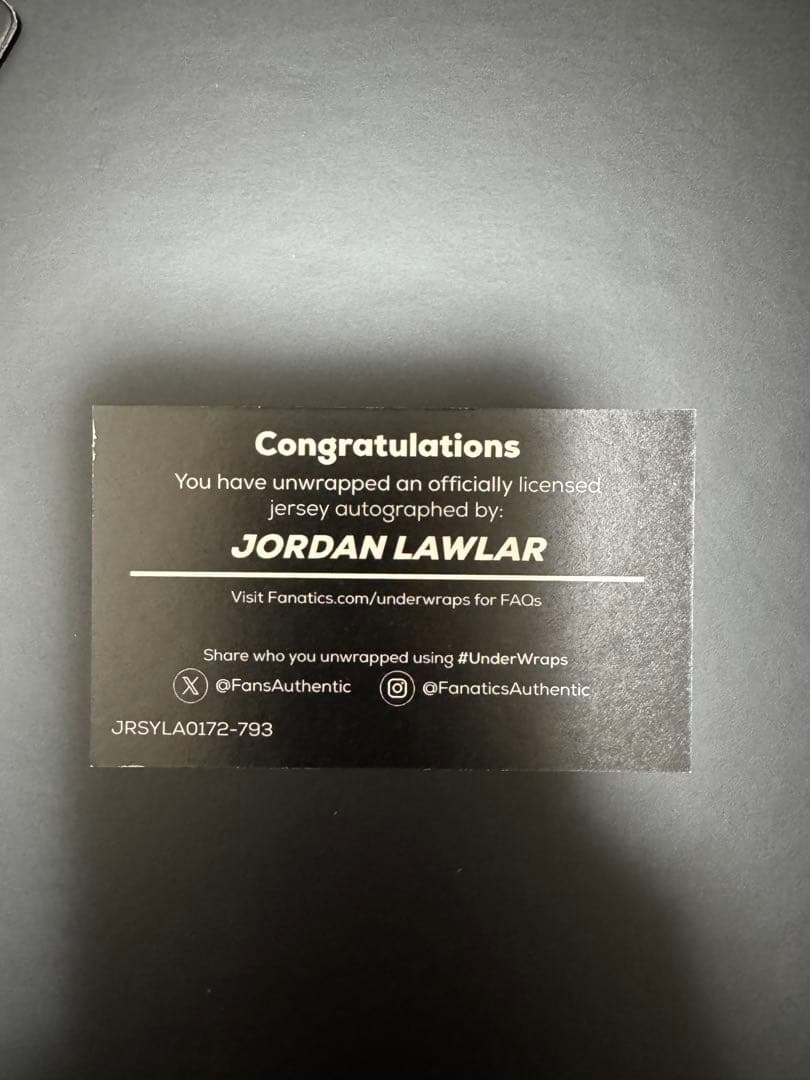 Congratulations
You have unwrapped an officially licensed
jersey autographed by:
JORDAN LAWLAR
Visit Fanatics.com/underwraps for FAQs
Share who you unwrapped using #UnderWraps
@FansAuthentic @FanaticsAuthentic
JRSYLA0172-793